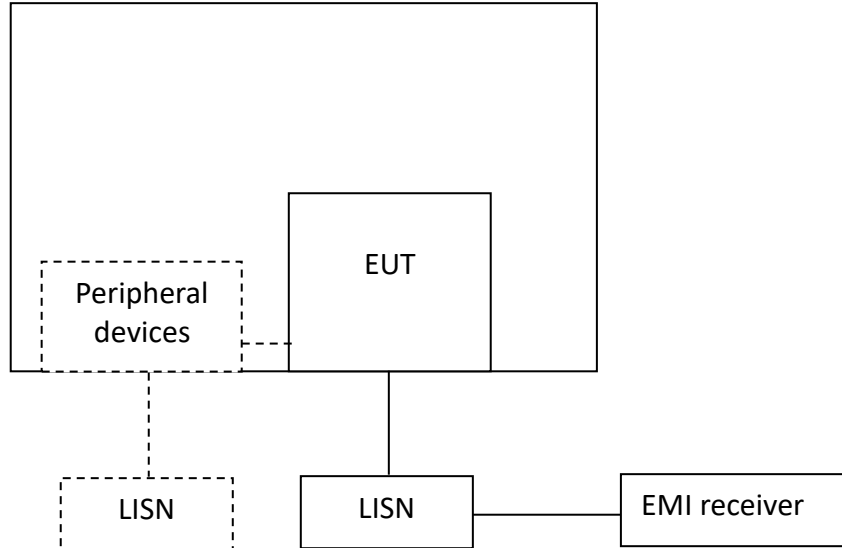 EUT
Peripheral
devices
LISN
LISN
EMI receiver